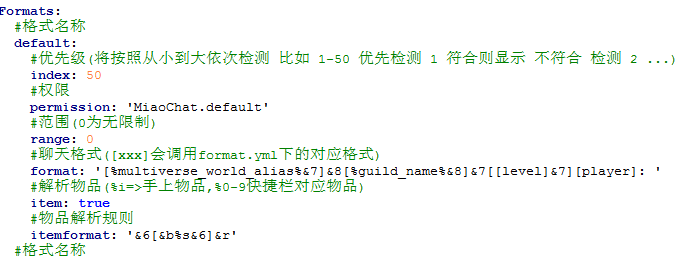 Formats:
  #格式名称
  default:
    #优先级(将按照从小到大依次检测 比如 1-50 优先检测 1 符合则显示 不符合 检测 2 ...)
    index: 50
    #权限
    permission: 'MiaoChat.default'
    #范围(0为无限制)
    range: 0
    #聊天格式([xxx]会调用format.yml下的对应格式)
    format: '[%multiverse_world_alias%&7]&8[%guild_name%&8]&7[[level]&7][player]: '
    #解析物品(%i=>手上物品,%0-9快捷栏对应物品)
    item: true
    #物品解析规则
    itemformat: '&6[&b%s&6]&r'
  #格式名称